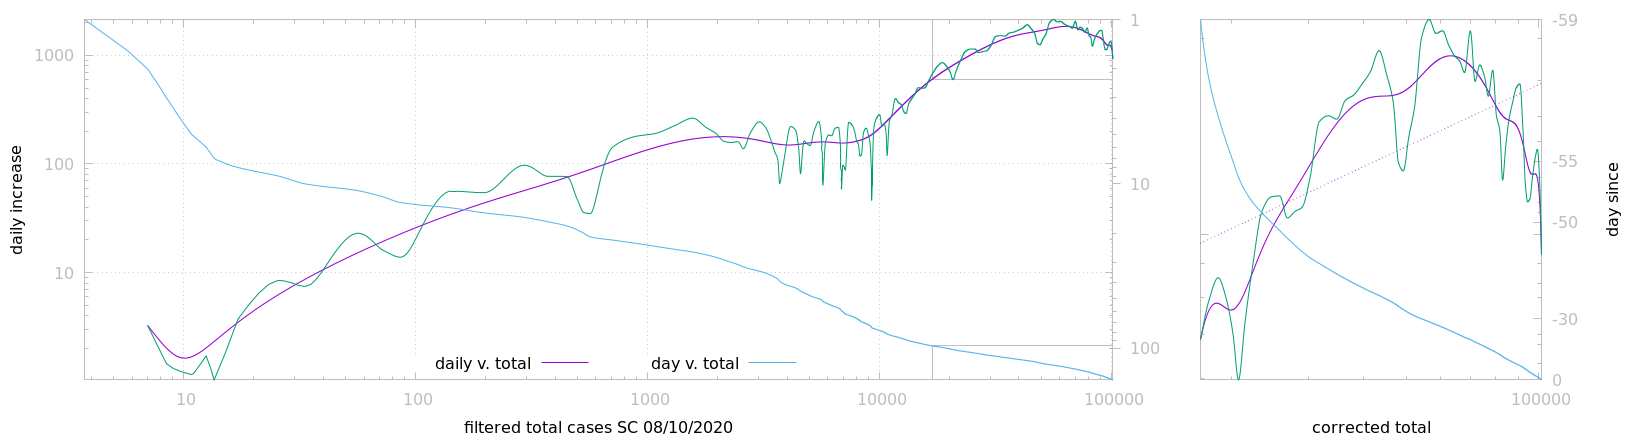 1000
100
10
daily increase
1
10
100
daily v. total
day v. total
10
100
1000
10000
100000
filtered total cases SC 08/10/2020
-59
-55
-50
-30
0
day since
100000
corrected total